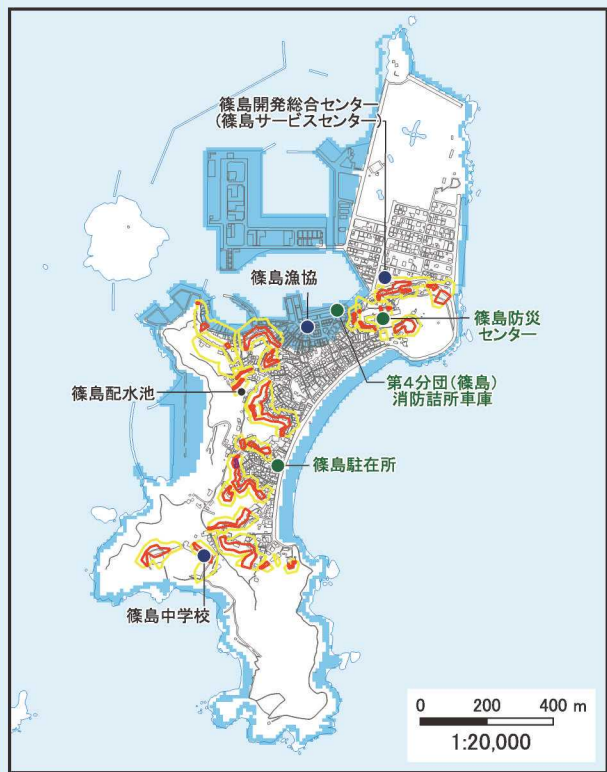 篠島開発総合センター
(篠島サービスセンター)
篠島漁協
篠島防災
センター
篠島配水池
第4分団(篠島)
消防詰所車庫
篠島駐在所
篠島中学校
0 200 400 m
1:20,000